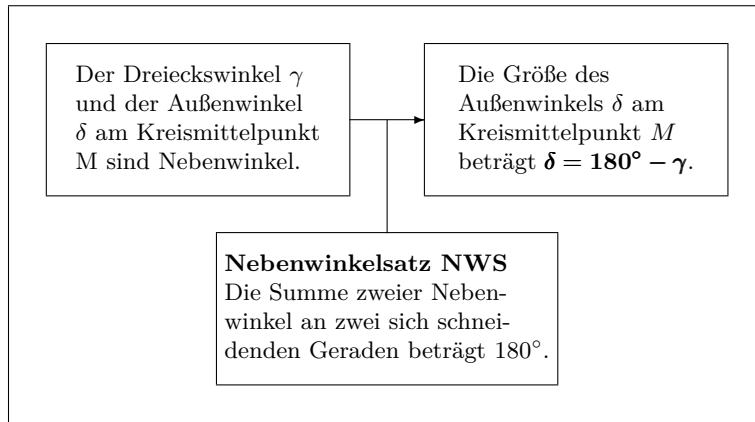 Der Dreieckswinkel γ
und der Außenwinkel
δ am Kreismittelpunkt
M sind Nebenwinkel.
Die Größe des
Außenwinkels δ am
Kreismittelpunkt M
beträgt δ = 180° − γ.
Nebenwinkelsatz NWS
Die Summe zweier Neben-
winkel an zwei sich schnei-
denden Geraden beträgt 180°.